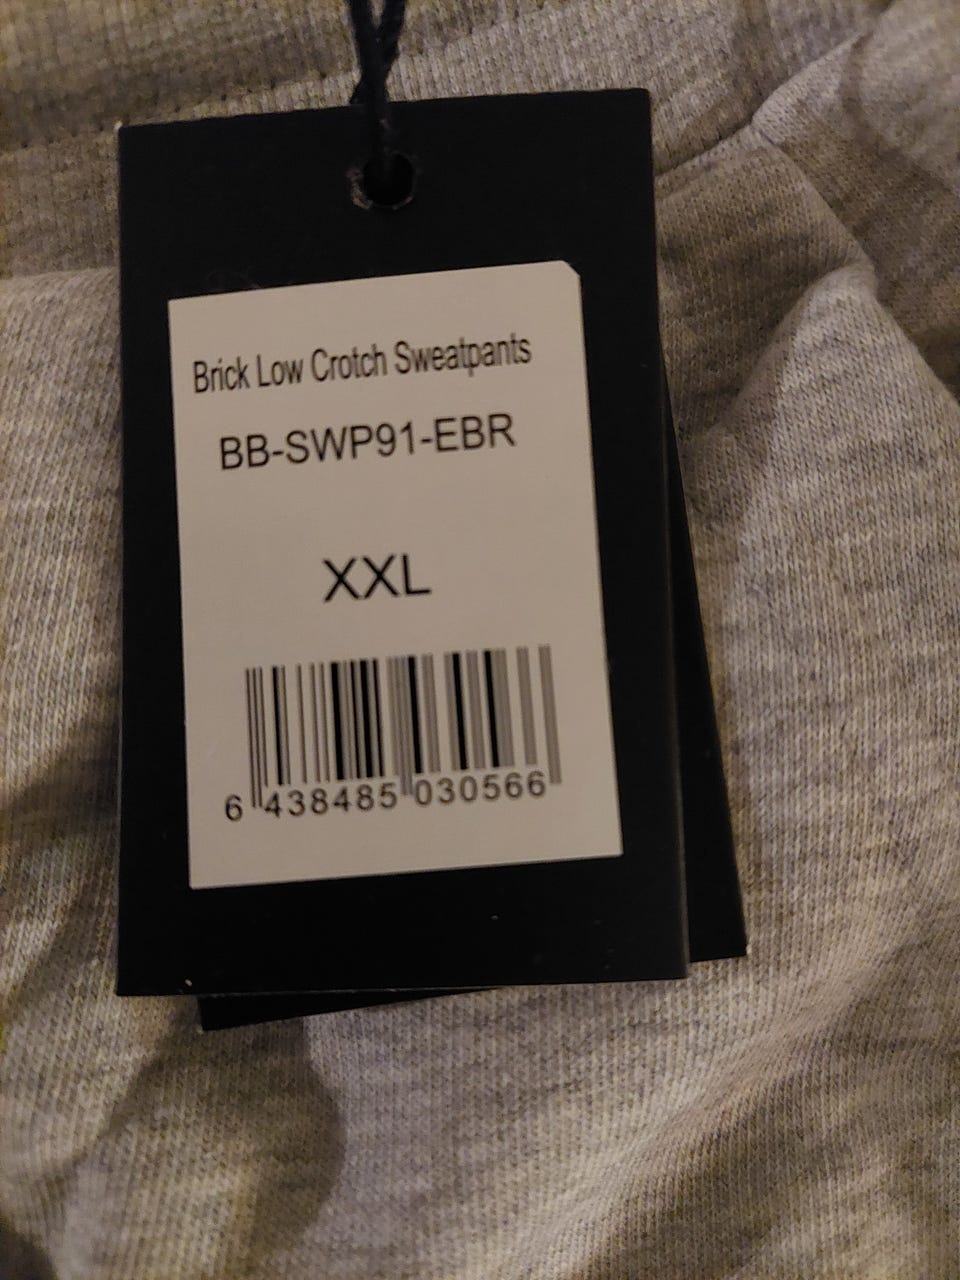 Brick Low Crotch Sweatpants
BB-SWP91-EBR
XXL
6 438485 030566